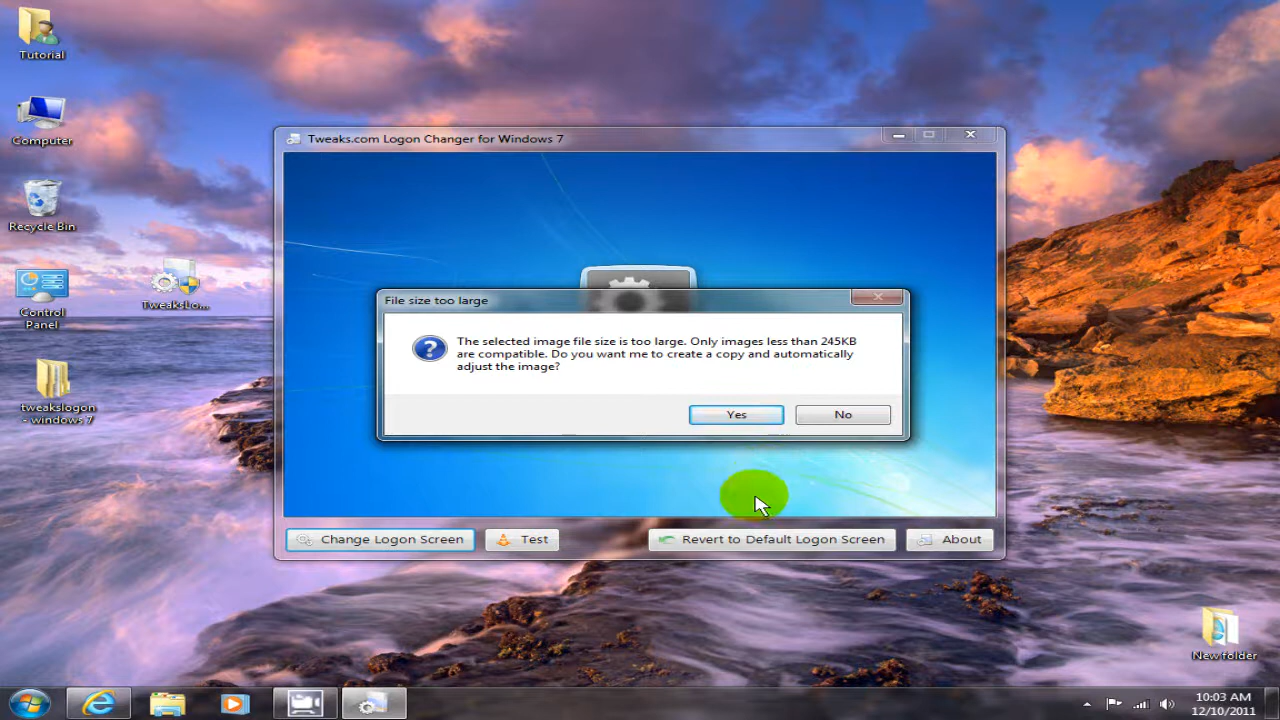 Tutorial
Computer
Recycle Bin
Control
Panel
TweaksLo...
tweakslogon
- windows 7
Tweaks.com Logon Changer for Windows 7
File size too large
The selected image file size is too large. Only images less than 245KB
are compatible. Do you want me to create a copy and automatically
adjust the image?
Yes
No
Change Logon Screen
Test
Revert to Default Logon Screen
About
New folder
10:03 AM
12/10/2011